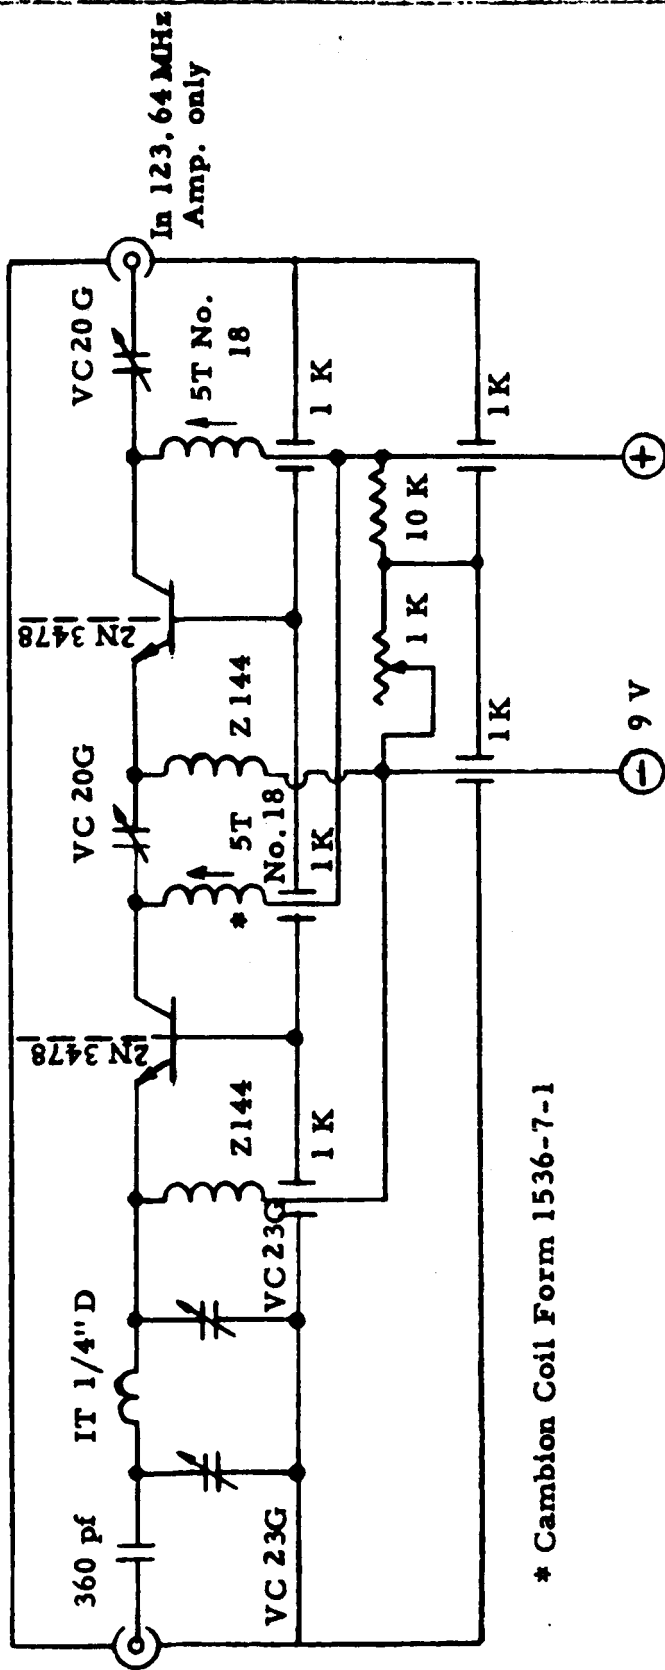 360 pf
IT 1/4" D
VC 23G
VC 23G
Z144
1 K
2N 3478
*
5T
No. 18
1K
VC 20G
Z 144
2N 3478
VC 20 G
5T No.
18
1 K
In 123.64 MHz
Amp. only
1 K
10 K
1K
1K
-
9 V
+
* Cambion Coil Form 1536-7-1